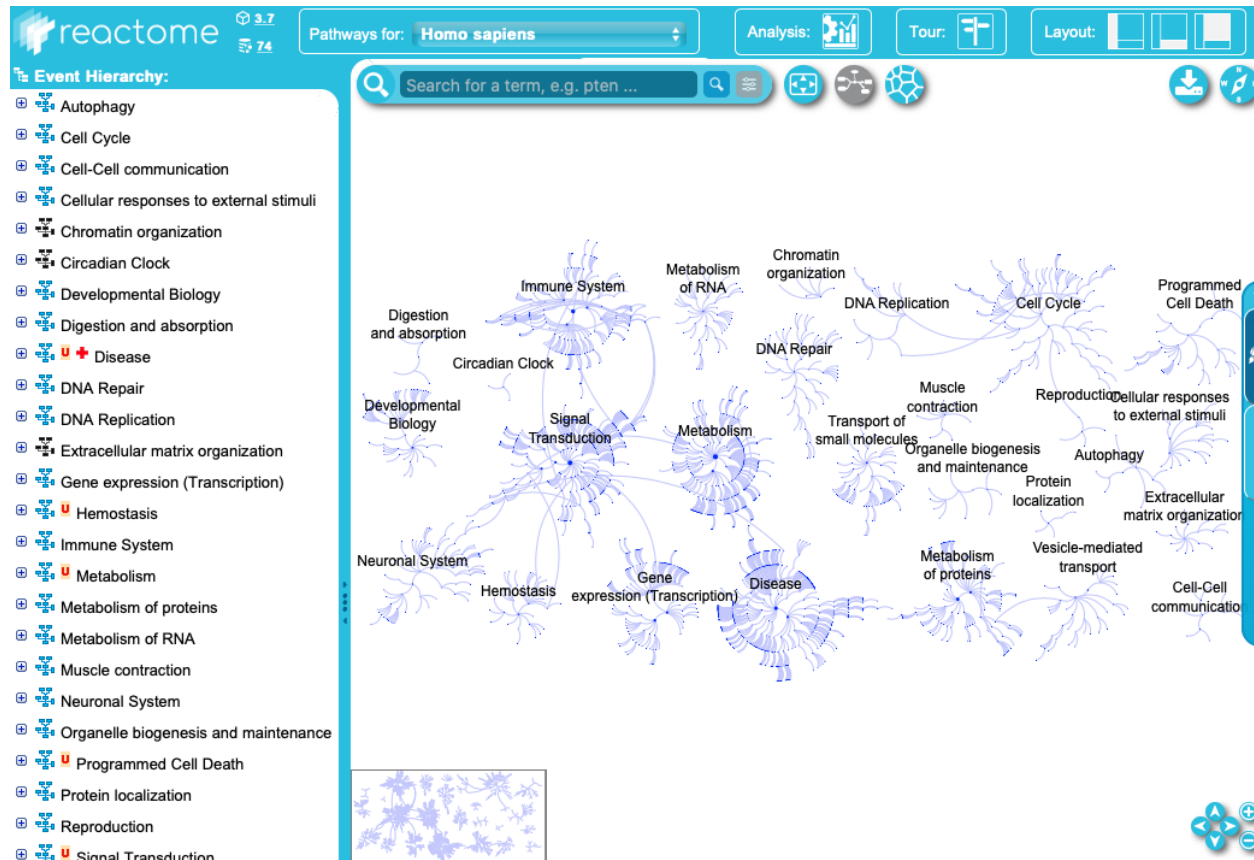 reactome
3.7
74
Pathways for: Homo sapiens
Analysis:
Tour:
Layout:
Event Hierarchy:
Search for a term, e.g. pten ...
Autophagy
Cell Cycle
Cell-Cell communication
Cellular responses to external stimuli
Chromatin organization
Circadian Clock
Developmental Biology
Digestion and absorption
U Disease
DNA Repair
DNA Replication
Extracellular matrix organization
Gene expression (Transcription)
U Hemostasis
Immune System
U Metabolism
Metabolism of proteins
Metabolism of RNA
Muscle contraction
Neuronal System
Organelle biogenesis and maintenance
U Programmed Cell Death
Protein localization
Reproduction
U Signal Transduction
N
W
S
Immune System
Metabolism
of RNA
Chromatin
organization
DNA Replication
Cell Cycle
Programmed
Cell Death
Digestion
and absorption
Circadian Clock
DNA Repair
Developmental
Biology
Signal
Transduction
Metabolism
Muscle
contraction
Reproduction
Cellular responses
to external stimuli
Transport of
small molecules
Organelle biogenesis
and maintenance
Autophagy
Protein
localization
Extracellular
matrix organization
Neuronal System
Hemostasis
Gene
expression (Transcription)
Disease
Metabolism
of proteins
Vesicle-mediated
transport
Cell-Cell
communication